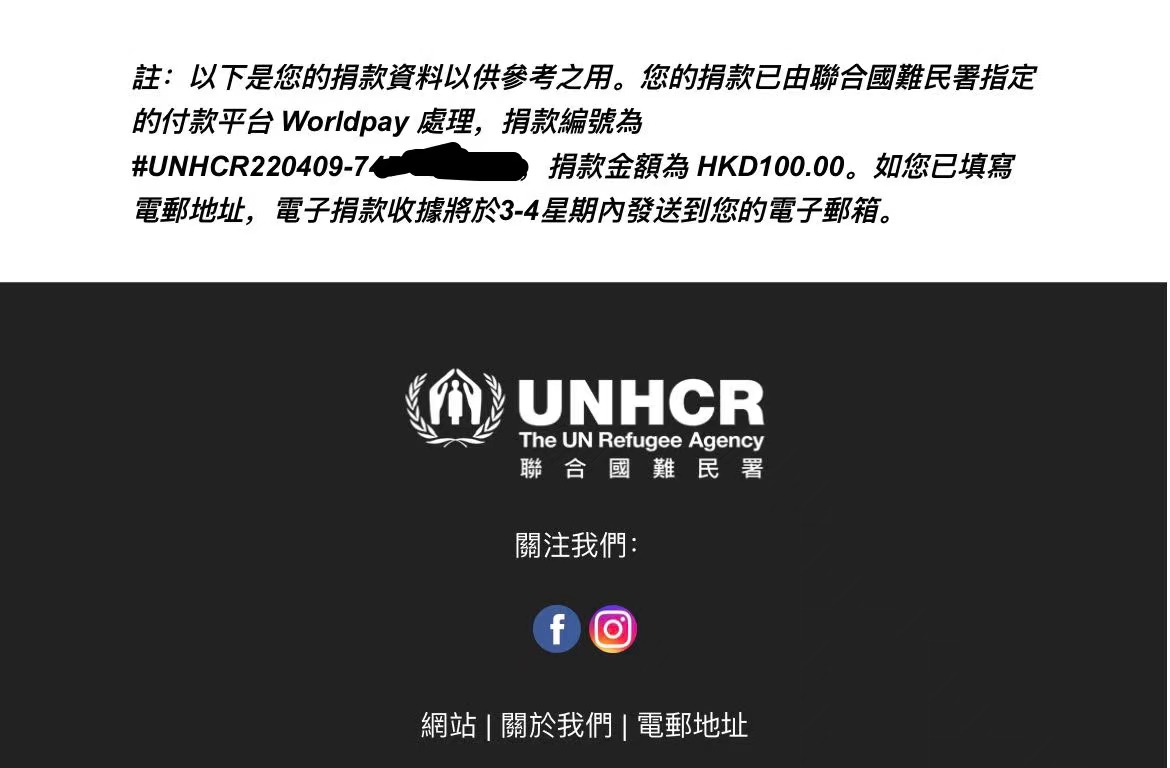 註：以下是您的捐款資料以供參考之用。您的捐款已由聯合國難民署指定
的付款平台 Worldpay 處理，捐款編號為
#UNHCR220409-74 捐款金額為 HKD100.00。如您已填寫
電郵地址，電子捐款收據將於3-4星期內發送到您的電子郵箱。
UNHCR
The UN Refugee Agency
聯合國難民署
關注我們：
網站 | 關於我們 | 電郵地址